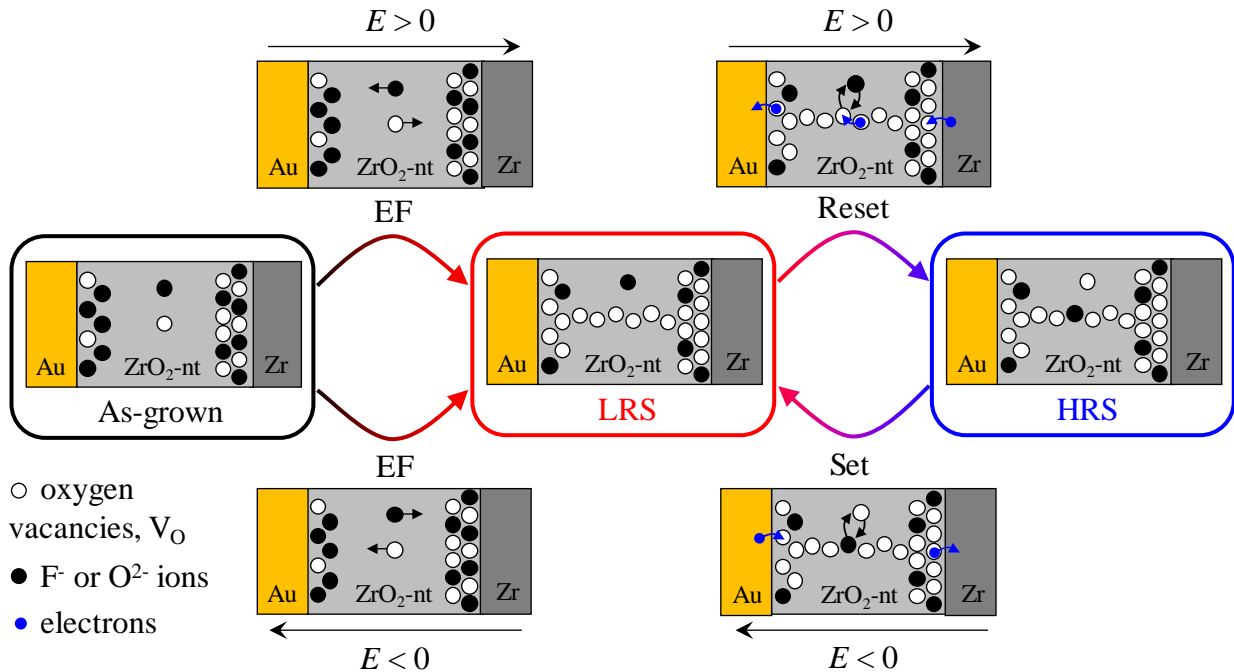 E > 0
E > 0
Au
ZrO₂-nt
Zr
Au
ZrO₂-nt
Zr
EF
Reset
Au
ZrO₂-nt
Zr
Au
ZrO₂-nt
Zr
Au
ZrO₂-nt
Zr
As-grown
LRS
HRS
EF
Set
oxygen
vacancies, V_O
F⁻ or O²⁻ ions
electrons
Au
ZrO₂-nt
Zr
Au
ZrO₂-nt
Zr
E < 0
E < 0